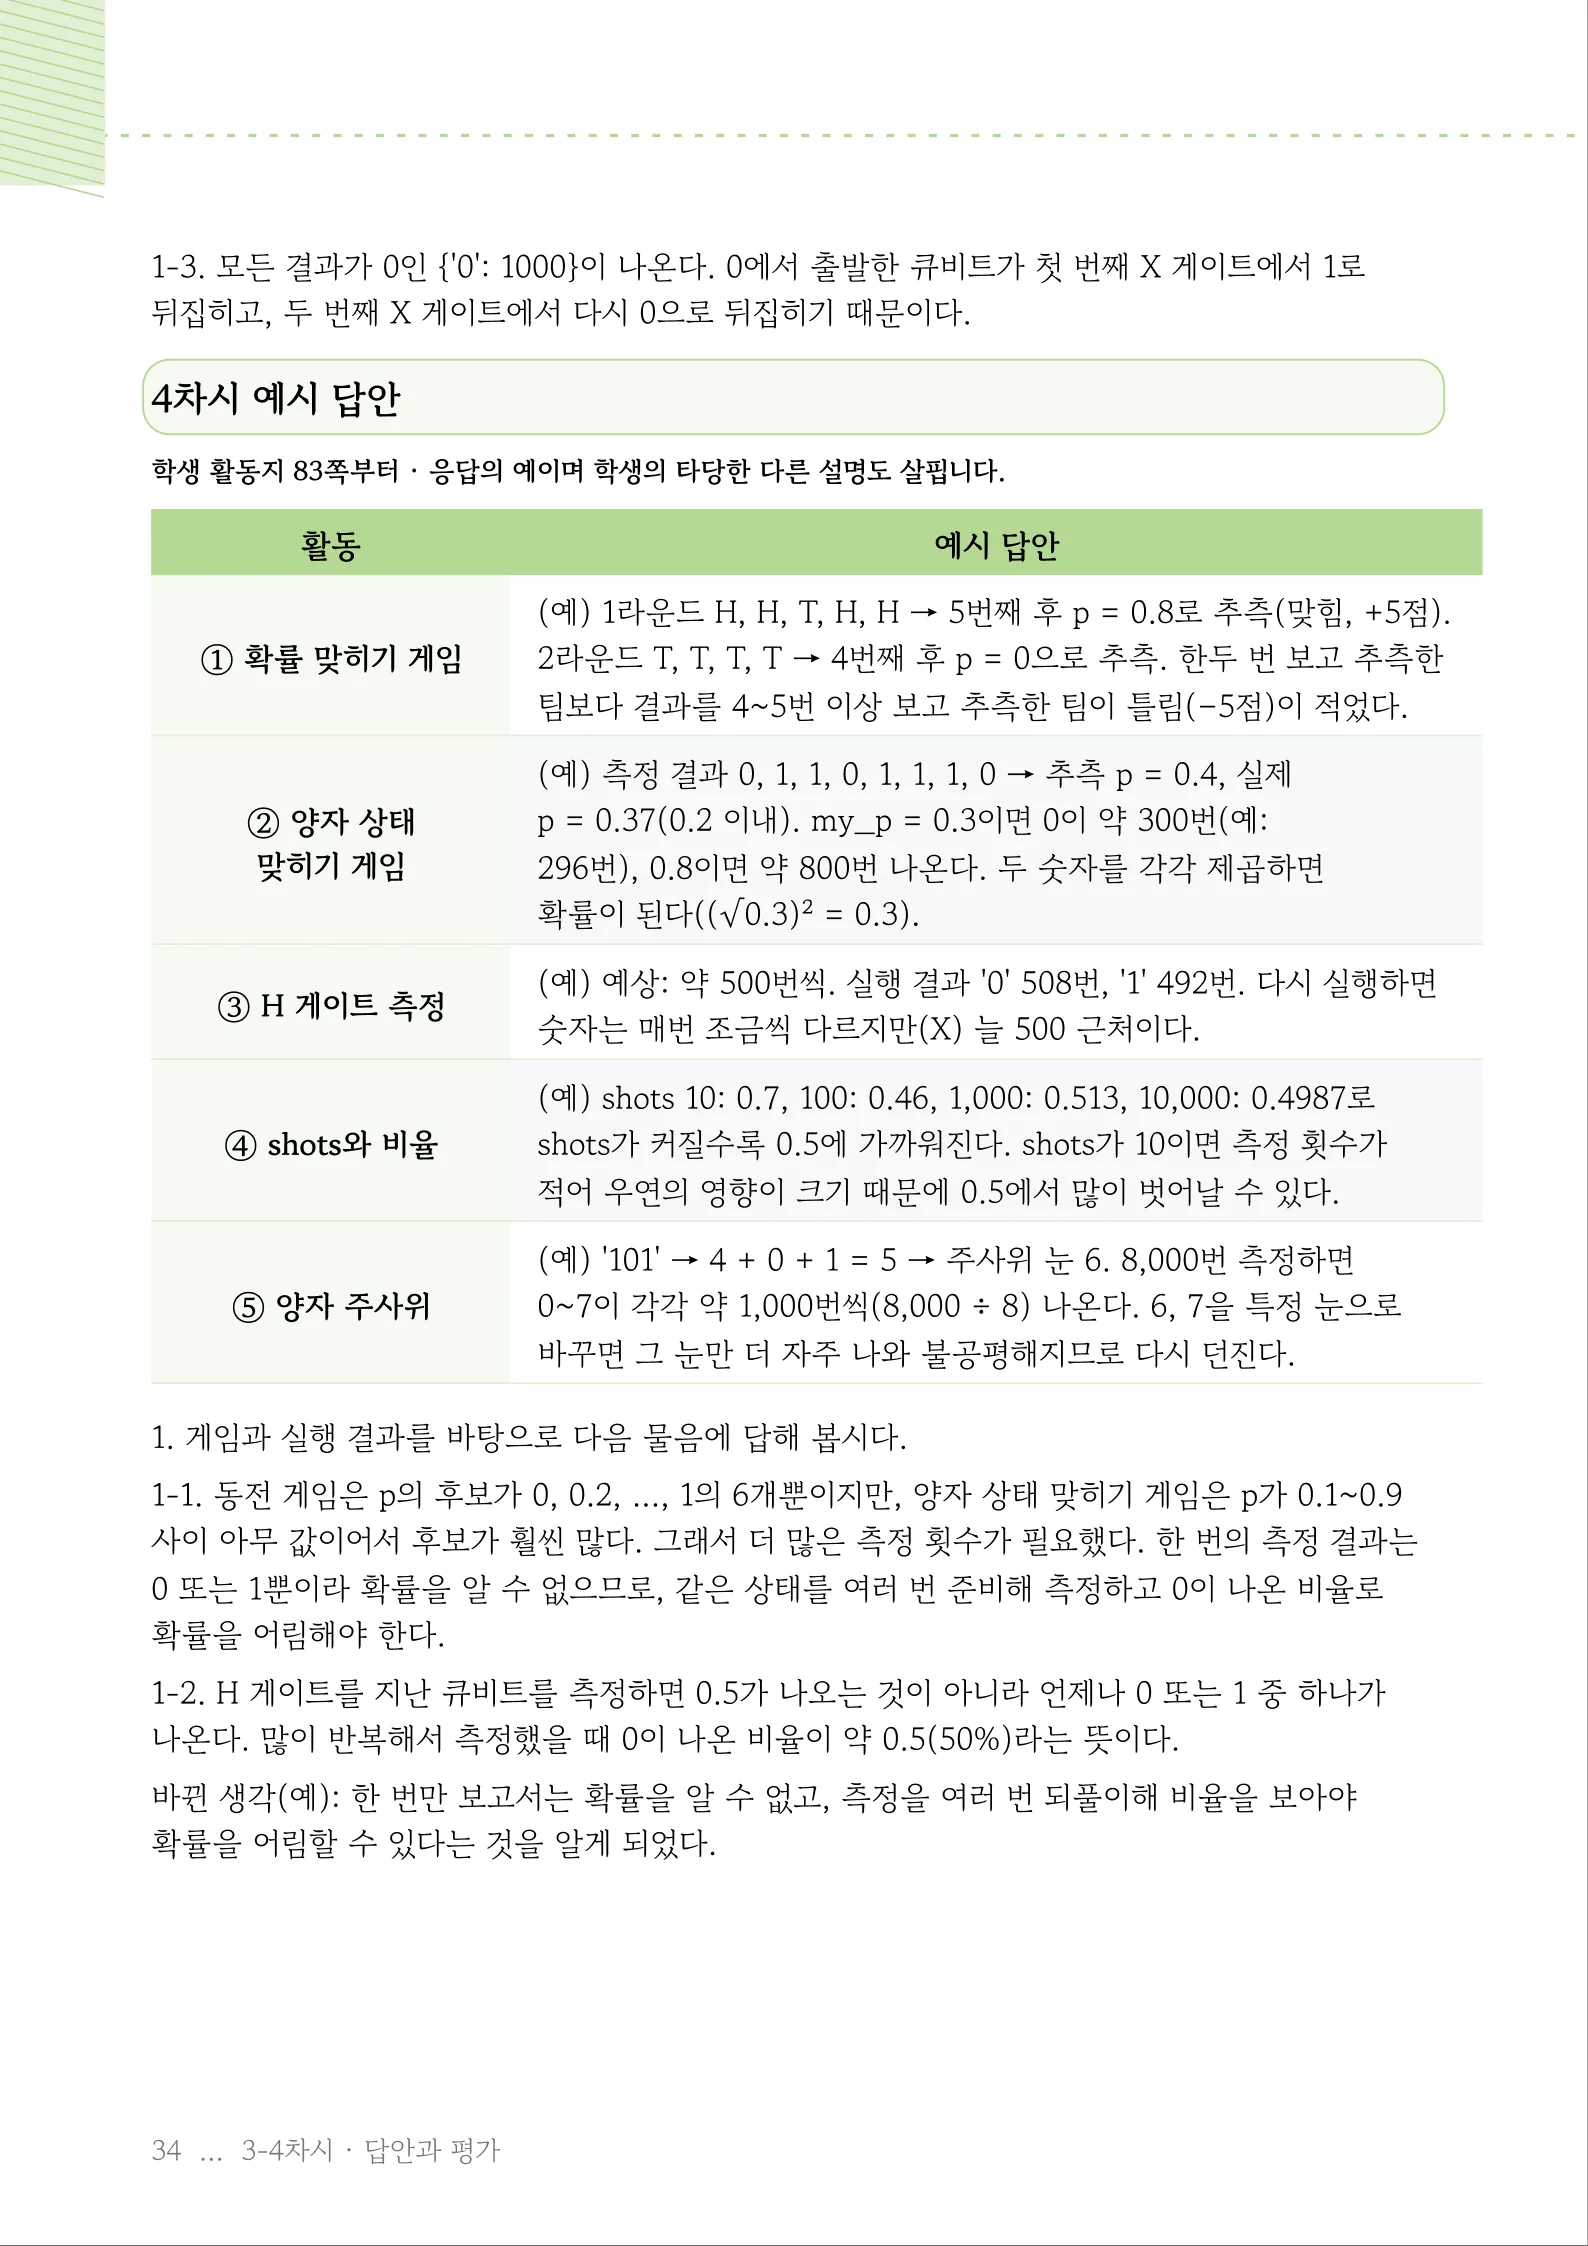 1-3. 모든 결과가 0인 {'0': 1000}이 나온다. 0에서 출발한 큐비트가 첫 번째 X 게이트에서 1로
뒤집히고, 두 번째 X 게이트에서 다시 0으로 뒤집히기 때문이다.
4차시 예시 답안
학생 활동지 83쪽부터 · 응답의 예이며 학생의 타당한 다른 설명도 살핍니다.
활동 예시 답안
① 확률 맞히기 게임
(예) 1라운드 H, H, T, H, H → 5번째 후 p = 0.8로 추측(맞힘, +5점).
2라운드 T, T, T, T → 4번째 후 p = 0으로 추측. 한두 번 보고 추측한
팀보다 결과를 4~5번 이상 보고 추측한 팀이 틀림(−5점)이 적었다.
② 양자 상태
맞히기 게임
(예) 측정 결과 0, 1, 1, 0, 1, 1, 1, 0 → 추측 p = 0.4, 실제
p = 0.37(0.2 이내). my_p = 0.3이면 0이 약 300번(예:
296번), 0.8이면 약 800번 나온다. 두 숫자를 각각 제곱하면
확률이 된다((√0.3)² = 0.3).
③ H 게이트 측정
(예) 예상: 약 500번씩. 실행 결과 '0' 508번, '1' 492번. 다시 실행하면
숫자는 매번 조금씩 다르지만(X) 늘 500 근처이다.
④ shots와 비율
(예) shots 10: 0.7, 100: 0.46, 1,000: 0.513, 10,000: 0.4987로
shots가 커질수록 0.5에 가까워진다. shots가 10이면 측정 횟수가
적어 우연의 영향이 크기 때문에 0.5에서 많이 벗어날 수 있다.
⑤ 양자 주사위
(예) '101' → 4 + 0 + 1 = 5 → 주사위 눈 6. 8,000번 측정하면
0~7이 각각 약 1,000번씩(8,000 ÷ 8) 나온다. 6, 7을 특정 눈으로
바꾸면 그 눈만 더 자주 나와 불공평해지므로 다시 던진다.
1. 게임과 실행 결과를 바탕으로 다음 물음에 답해 봅시다.
1-1. 동전 게임은 p의 후보가 0, 0.2, …, 1의 6개뿐이지만, 양자 상태 맞히기 게임은 p가 0.1~0.9
사이 아무 값이어서 후보가 훨씬 많다. 그래서 더 많은 측정 횟수가 필요했다. 한 번의 측정 결과는
0 또는 1뿐이라 확률을 알 수 없으므로, 같은 상태를 여러 번 준비해 측정하고 0이 나온 비율로
확률을 어림해야 한다.
1-2. H 게이트를 지난 큐비트를 측정하면 0.5가 나오는 것이 아니라 언제나 0 또는 1 중 하나가
나온다. 많이 반복해서 측정했을 때 0이 나온 비율이 약 0.5(50%)라는 뜻이다.
바뀐 생각(예): 한 번만 보고서는 확률을 알 수 없고, 측정을 여러 번 되풀이해 비율을 보아야
확률을 어림할 수 있다는 것을 알게 되었다.
34 … 3-4차시 · 답안과 평가